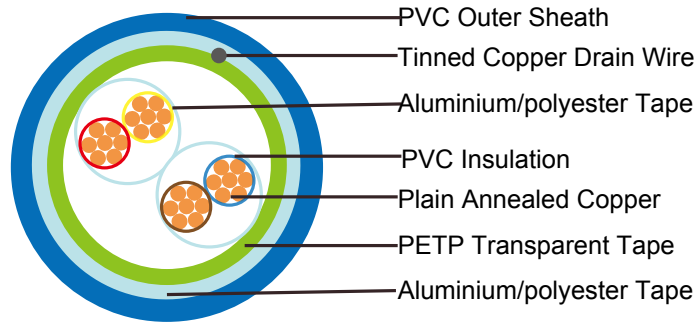 PVC Outer Sheath
Tinned Copper Drain Wire
Aluminium/polyester Tape
PVC Insulation
Plain Annealed Copper
PETP Transparent Tape
Aluminium/polyester Tape